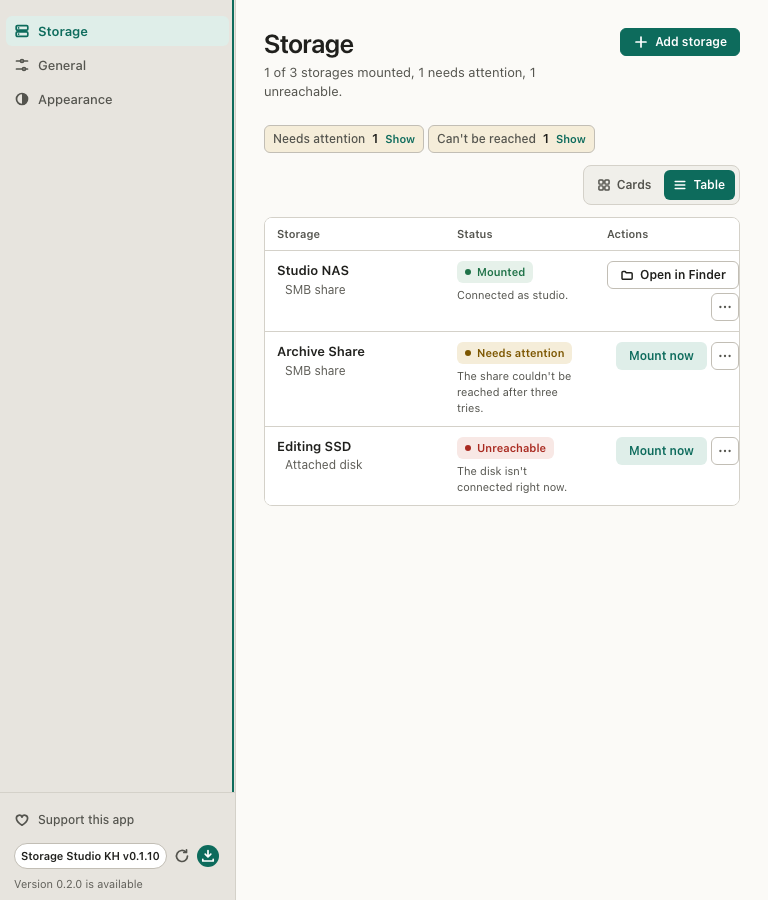 Storage
General
Appearance
Support this app
Storage Studio KH v0.1.10
Version 0.2.0 is available
Storage
Add storage
1 of 3 storages mounted, 1 needs attention, 1
unreachable.
Needs attention 1 Show
Can't be reached 1 Show
Cards
Table
Storage Status Actions
Studio NAS
SMB share
Mounted
Connected as studio.
Open in Finder
Archive Share
SMB share
Needs attention
The share couldn't be
reached after three
tries.
Mount now
Editing SSD
Attached disk
Unreachable
The disk isn't
connected right now.
Mount now